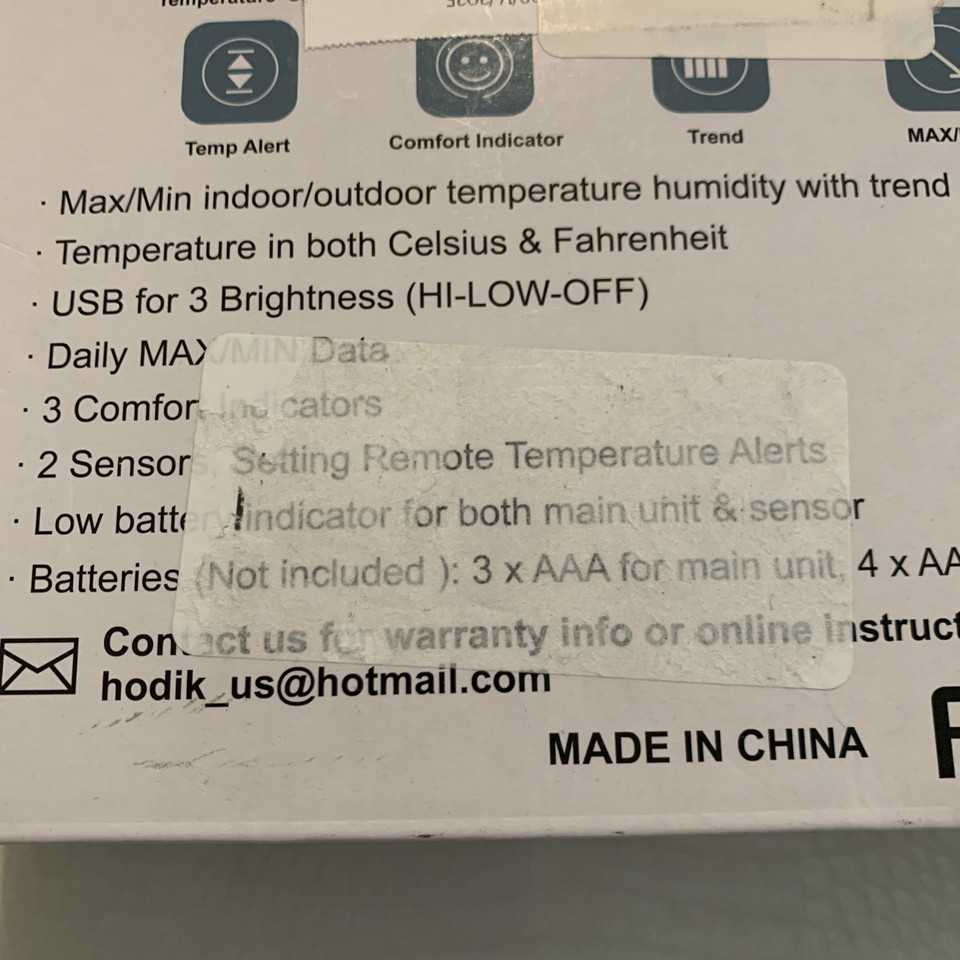 Temp Alert
Comfort Indicator
Trend
MAX/
· Max/Min indoor/outdoor temperature humidity with trend
· Temperature in both Celsius & Fahrenheit
· USB for 3 Brightness (HI-LOW-OFF)
· Daily MAX/MIN Data
· 3 Comfort Indicators
· 2 Sensors, Setting Remote Temperature Alerts
· Low battery indicator for both main unit & sensor
· Batteries (Not included ): 3 x AAA for main unit, 4 x AA
Contact us for warranty info or online instruct
hodik_us@hotmail.com
MADE IN CHINA